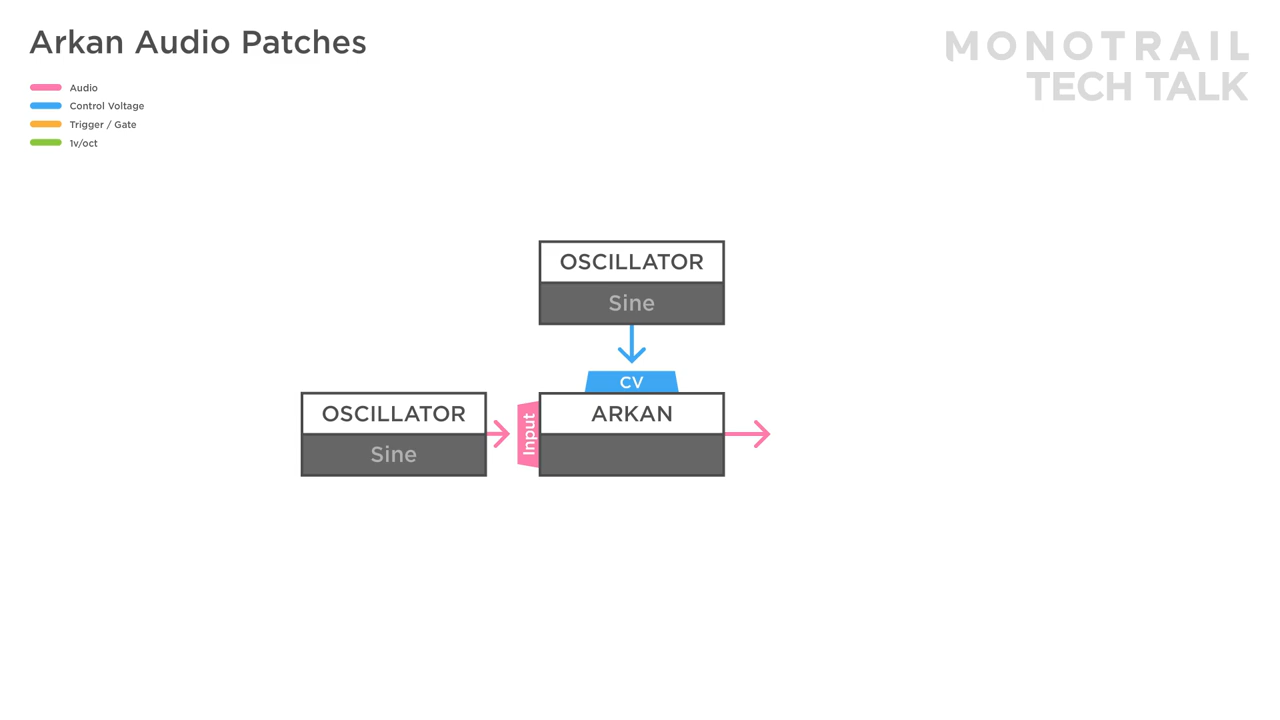 Arkan Audio Patches
MONOTRAIL
TECH TALK
Audio
Control Voltage
Trigger / Gate
1v/oct
OSCILLATOR
Sine
CV
OSCILLATOR
Sine
Input
ARKAN